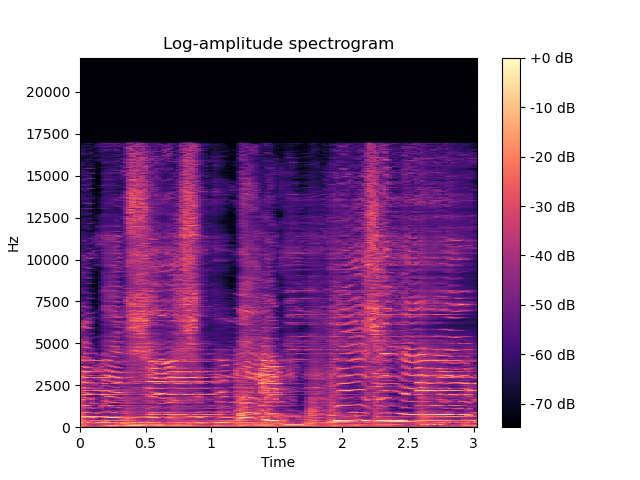 Log-amplitude spectrogram
Hz
20000
17500
15000
12500
10000
7500
5000
2500
0
0 0.5 1 1.5 2 2.5 3
Time
+0 dB
-10 dB
-20 dB
-30 dB
-40 dB
-50 dB
-60 dB
-70 dB